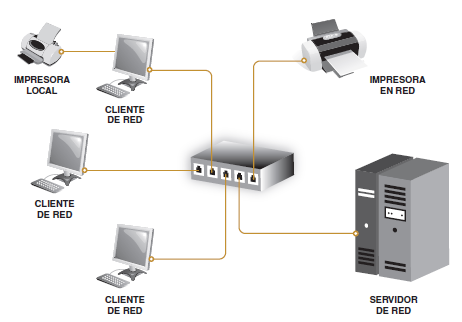 IMPRESORA
LOCAL
CLIENTE
DE RED
IMPRESORA
EN RED
CLIENTE
DE RED
CLIENTE
DE RED
SERVIDOR
DE RED